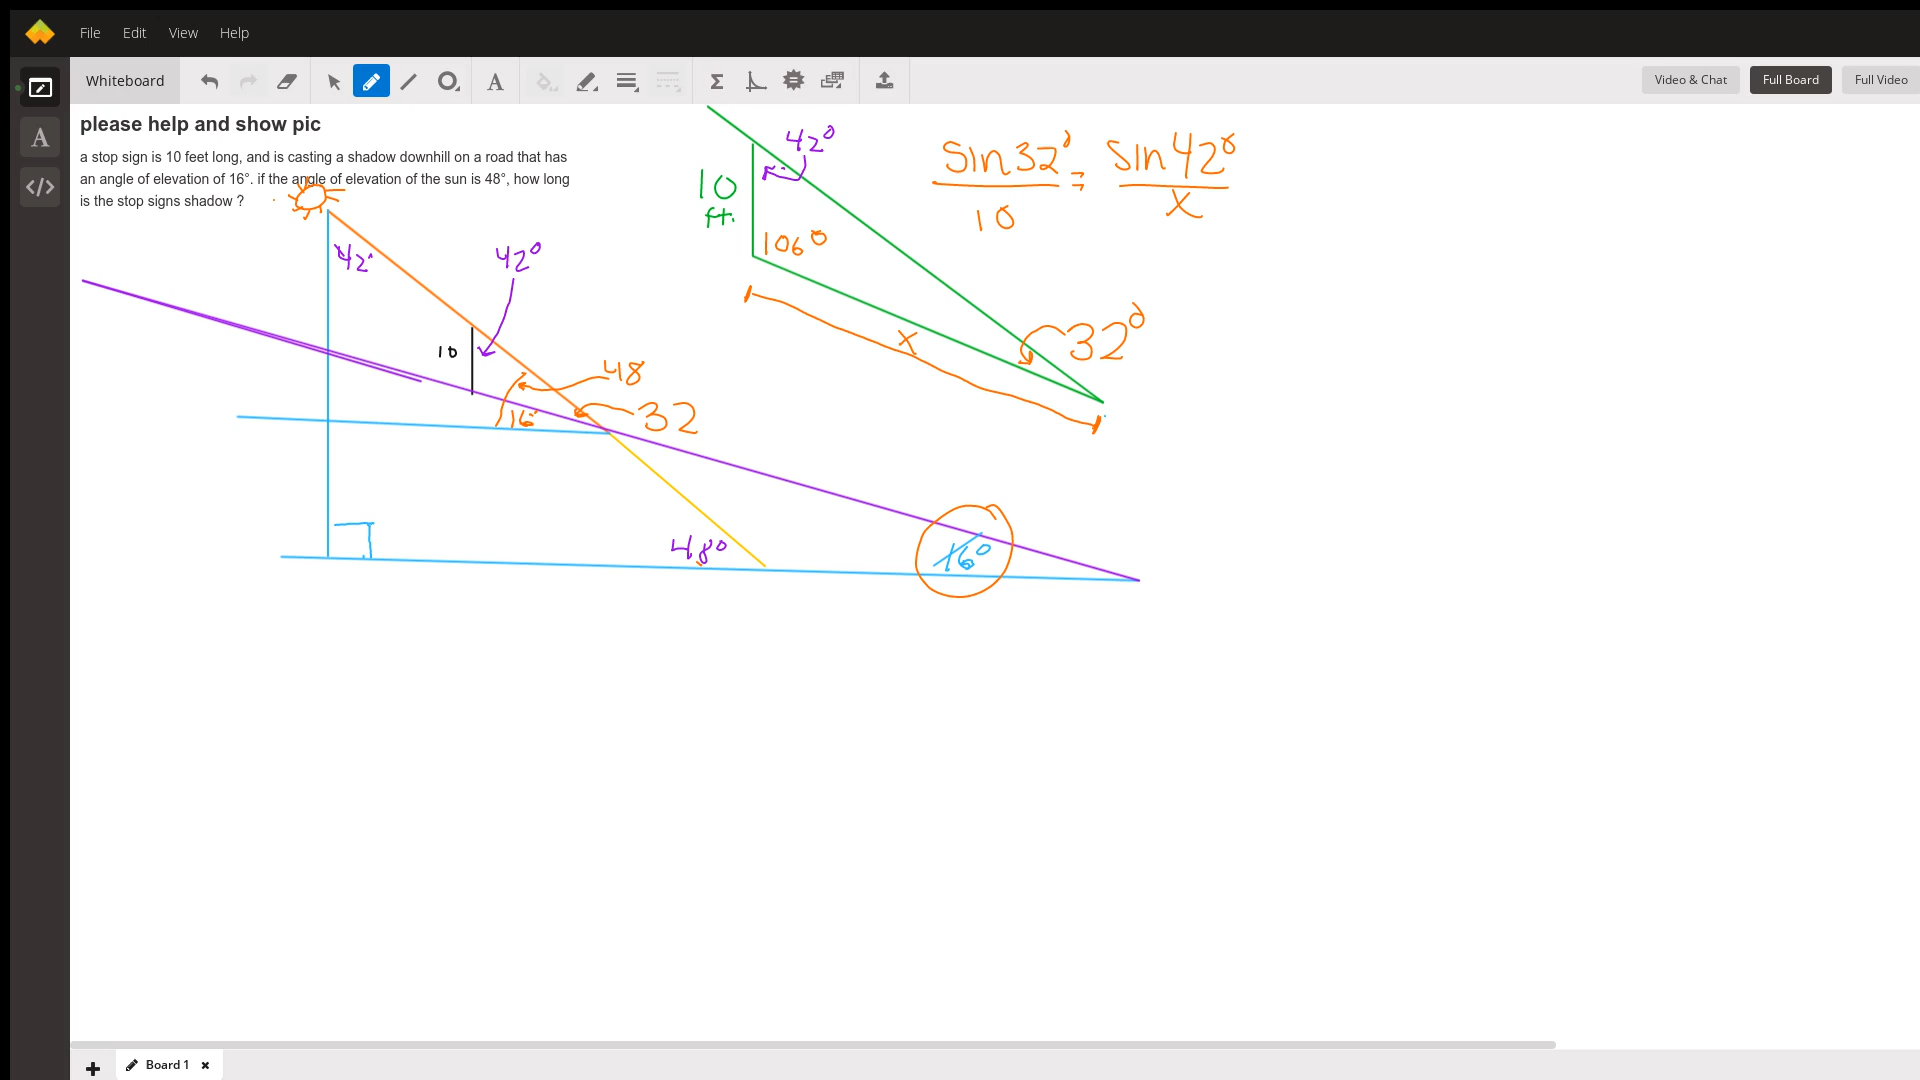 File Edit View Help
Whiteboard A Σ Video & Chat Full Board Full Video
A
</>
please help and show pic
a stop sign is 10 feet long, and is casting a shadow downhill on a road that has
an angle of elevation of 16°. if the angle of elevation of the sun is 48°, how long
is the stop signs shadow ?
42°
10
ft.
106°
x
32°
sin 32° = sin 42°
10 x
42°
42°
10
48
16°
32
48°
16°
Board 1